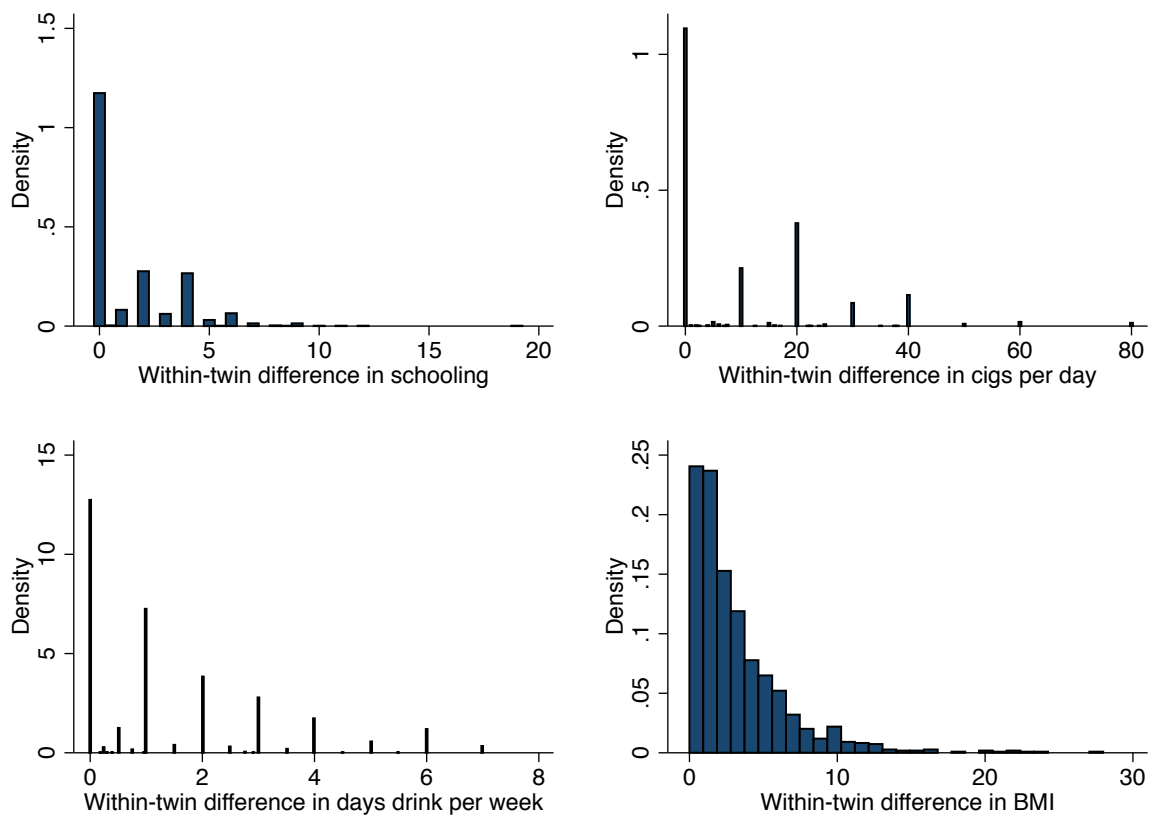 1.5
1
.5
0
Density
0 5 10 15 20
Within-twin difference in schooling
1
.5
0
Density
0 20 40 60 80
Within-twin difference in cigs per day
15
10
5
0
Density
0 2 4 6 8
Within-twin difference in days drink per week
.25
.2
.15
.1
.05
0
Density
0 10 20 30
Within-twin difference in BMI